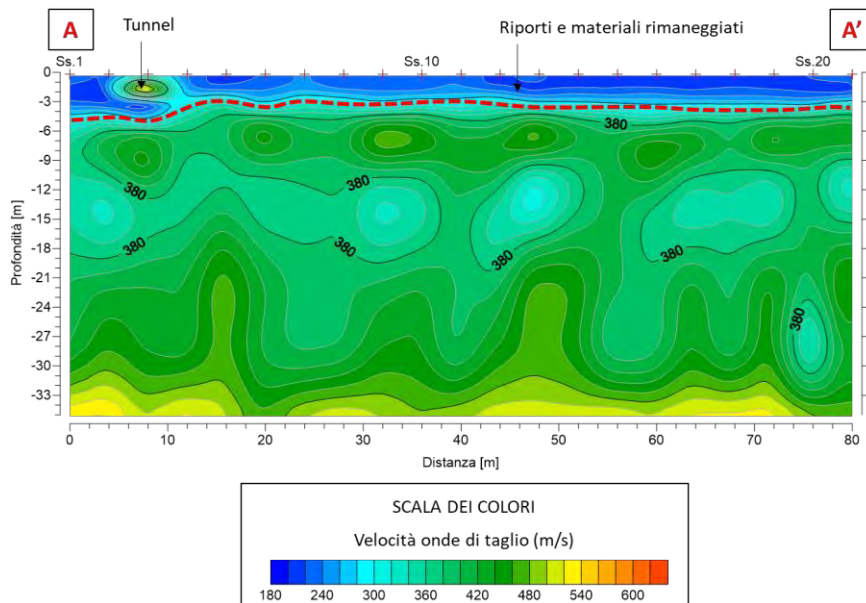 A
Tunnel
Riporti e materiali rimaneggiati
A'
Ss.1
Ss.10
Ss.20
0
-3
-6
-9
-12
-15
-18
-21
-24
-27
-30
-33
Profondità [m]
380
380
380
380
380
380
380
380
0
10
20
30
40
50
60
70
80
Distanza [m]
SCALA DEI COLORI
Velocità onde di taglio (m/s)
180 240 300 360 420 480 540 600